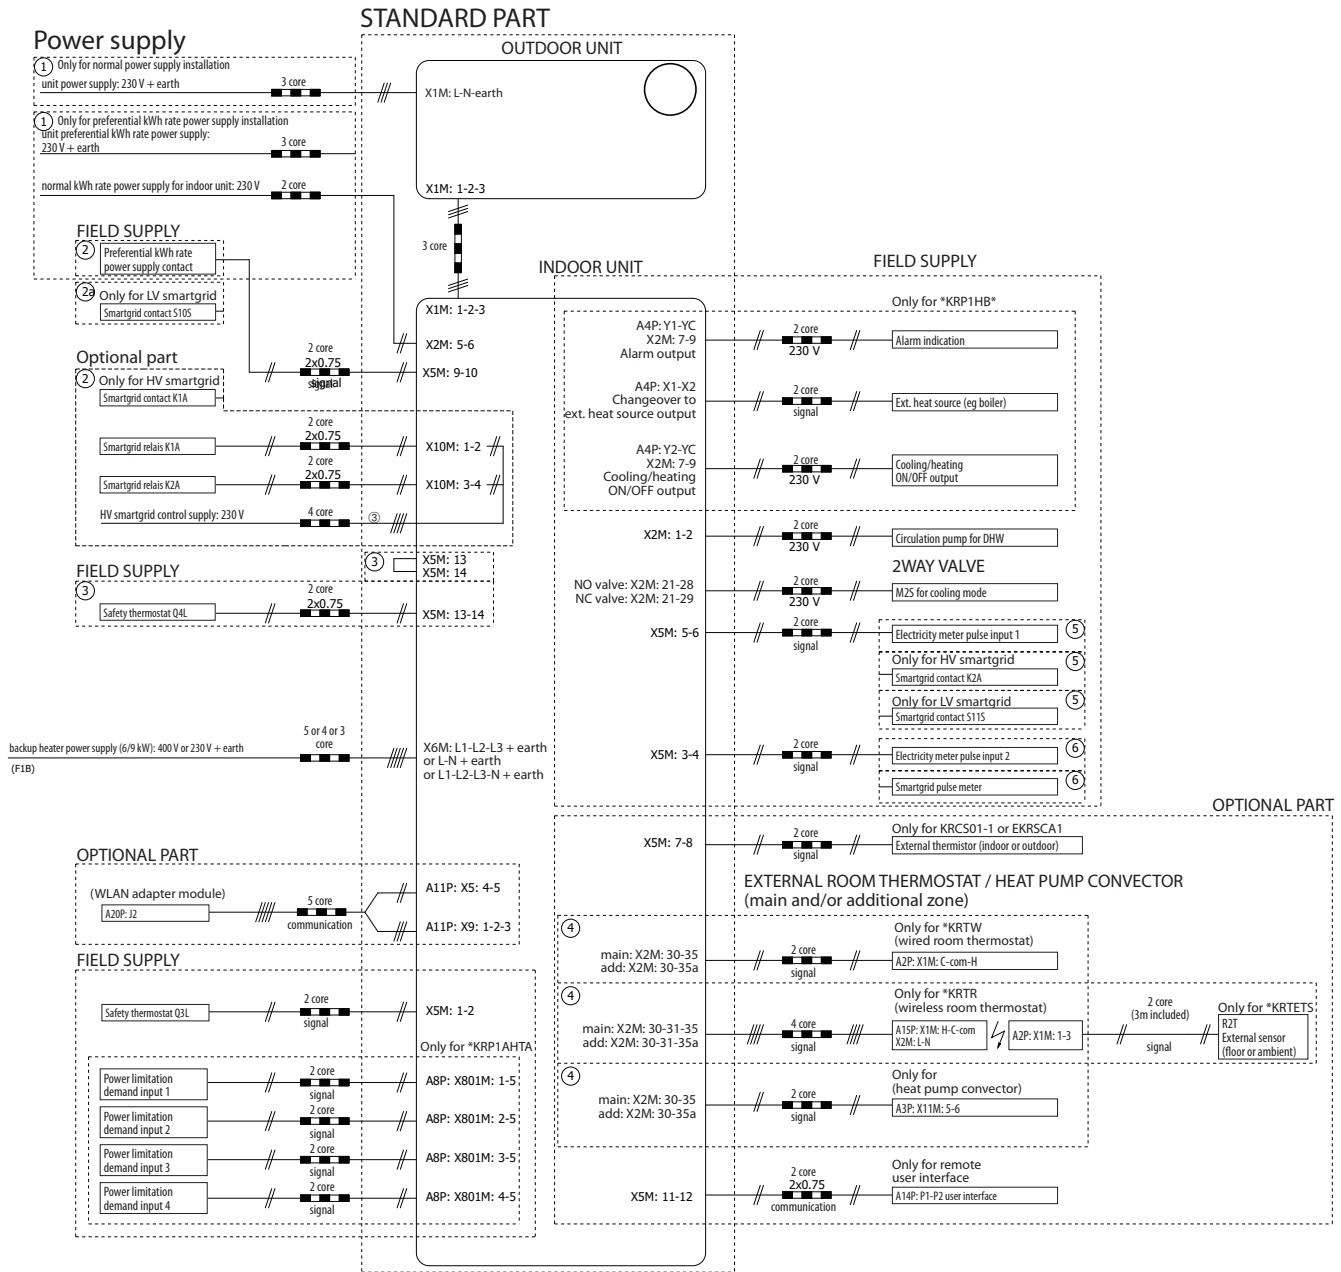 STANDARD PART
Power supply
OUTDOOR UNIT
1 Only for normal power supply installation
unit power supply: 230 V + earth
3 core
X1M: L-N-earth
1 Only for preferential kWh rate power supply installation
unit preferential kWh rate power supply:
230 V + earth
3 core
normal kWh rate power supply for indoor unit: 230 V
2 core
X1M: 1-2-3
3 core
FIELD SUPPLY
2 Preferential kWh rate
power supply contact
2a Only for LV smartgrid
Smartgrid contact S10S
INDOOR UNIT
X1M: 1-2-3
X2M: 5-6
2 core
2x0.75
signal
X5M: 9-10
Optional part
2 Only for HV smartgrid
Smartgrid contact K1A
Smartgrid relais K1A
2 core
2x0.75
X10M: 1-2
Smartgrid relais K2A
2 core
2x0.75
X10M: 3-4
HV smartgrid control supply: 230 V
4 core
③
3
X5M: 13
X5M: 14
FIELD SUPPLY
3
Safety thermostat Q4L
2 core
2x0.75
X5M: 13-14
backup heater power supply (6/9 kW): 400 V or 230 V + earth
(F1B)
5 or 4 or 3
core
X6M: L1-L2-L3 + earth
or L-N + earth
or L1-L2-L3-N + earth
OPTIONAL PART
(WLAN adapter module)
A20P: J2
5 core
communication
A11P: X5: 4-5
A11P: X9: 1-2-3
FIELD SUPPLY
Safety thermostat Q3L
2 core
signal
X5M: 1-2
Only for *KRP1AHTA
Power limitation
demand input 1
2 core
signal
A8P: X801M: 1-5
Power limitation
demand input 2
2 core
signal
A8P: X801M: 2-5
Power limitation
demand input 3
2 core
signal
A8P: X801M: 3-5
Power limitation
demand input 4
2 core
signal
A8P: X801M: 4-5
FIELD SUPPLY
Only for *KRP1HB*
A4P: Y1-YC
X2M: 7-9
Alarm output
2 core
230 V
Alarm indication
A4P: X1-X2
Changeover to
ext. heat source output
2 core
signal
Ext. heat source (eg boiler)
A4P: Y2-YC
X2M: 7-9
Cooling/heating
ON/OFF output
2 core
230 V
Cooling/heating
ON/OFF output
X2M: 1-2
2 core
230 V
Circulation pump for DHW
2WAY VALVE
NO valve: X2M: 21-28
NC valve: X2M: 21-29
2 core
230 V
M2S for cooling mode
X5M: 5-6
2 core
signal
Electricity meter pulse input 1
5
Only for HV smartgrid
Smartgrid contact K2A
5
Only for LV smartgrid
Smartgrid contact S11S
5
X5M: 3-4
2 core
signal
Electricity meter pulse input 2
6
Smartgrid pulse meter
6
OPTIONAL PART
X5M: 7-8
2 core
signal
Only for KRCS01-1 or EKRSCA1
External thermistor (indoor or outdoor)
EXTERNAL ROOM THERMOSTAT / HEAT PUMP CONVECTOR
(main and/or additional zone)
4
main: X2M: 30-35
add: X2M: 30-35a
2 core
signal
Only for *KRTW
(wired room thermostat)
A2P: X1M: C-com-H
4
main: X2M: 30-31-35
add: X2M: 30-31-35a
4 core
signal
Only for *KRTR
(wireless room thermostat)
A15P: X1M: H-C-com
X2M: L-N
A2P: X1M: 1-3
2 core
(3m included)
signal
Only for *KRTETS
R2T
External sensor
(floor or ambient)
4
main: X2M: 30-35
add: X2M: 30-35a
2 core
signal
Only for
(heat pump convector)
A3P: X11M: 5-6
X5M: 11-12
2 core
2x0.75
communication
Only for remote
user interface
A14P: P1-P2 user interface